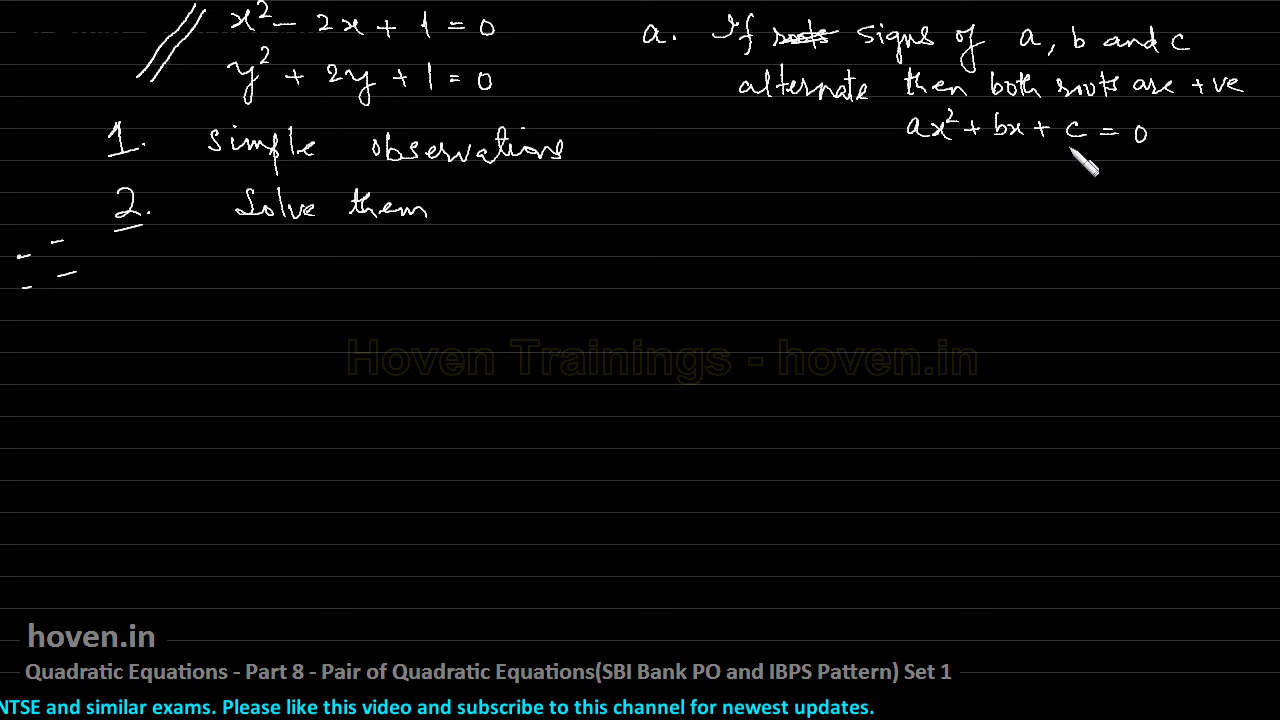 x² - 2x + 1 = 0
y² + 2y + 1 = 0
1. Simple observations
2. Solve them
a. If roots signs of a, b and c
alternate then both roots are +ve
ax² + bx + c = 0
Hoven Trainings - hoven.in
hoven.in
Quadratic Equations - Part 8 - Pair of Quadratic Equations(SBI Bank PO and IBPS Pattern) Set 1
NTSE and similar exams. Please like this video and subscribe to this channel for newest updates.